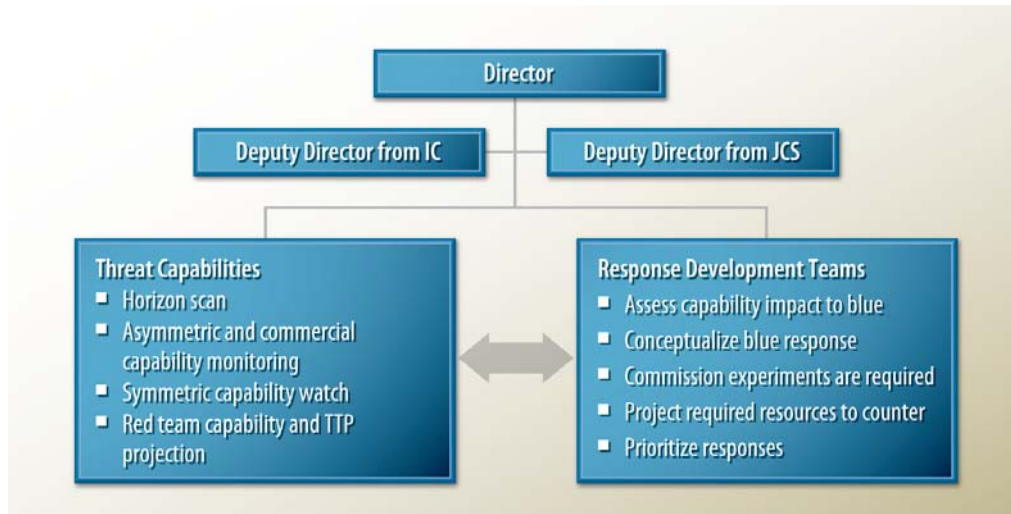 Director
Deputy Director from IC
Deputy Director from JCS
Threat Capabilities
■ Horizon scan
■ Asymmetric and commercial
capability monitoring
■ Symmetric capability watch
■ Red team capability and TTP
projection
Response Development Teams
■ Assess capability impact to blue
■ Conceptualize blue response
■ Commission experiments are required
■ Project required resources to counter
■ Prioritize responses